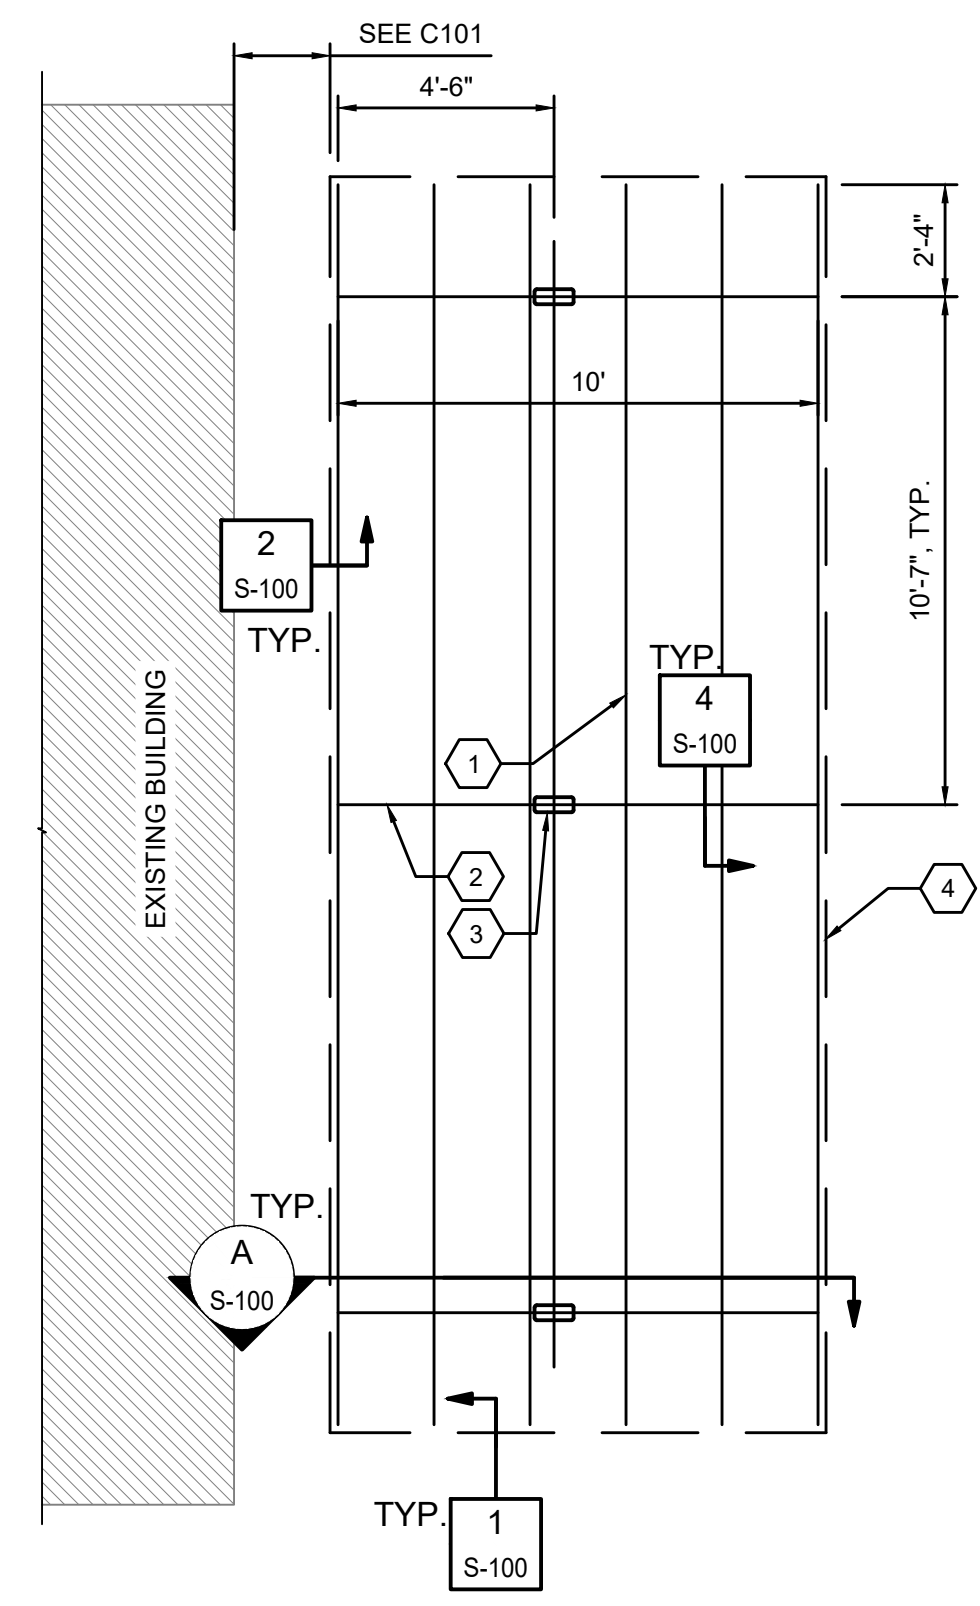 SEE C101
4'-6"
2'-4"
10'
10'-7", TYP.
2
S-100
TYP.
TYP.
4
S-100
EXISTING BUILDING
1
2
3
4
TYP.
A
S-100
TYP.
1
S-100